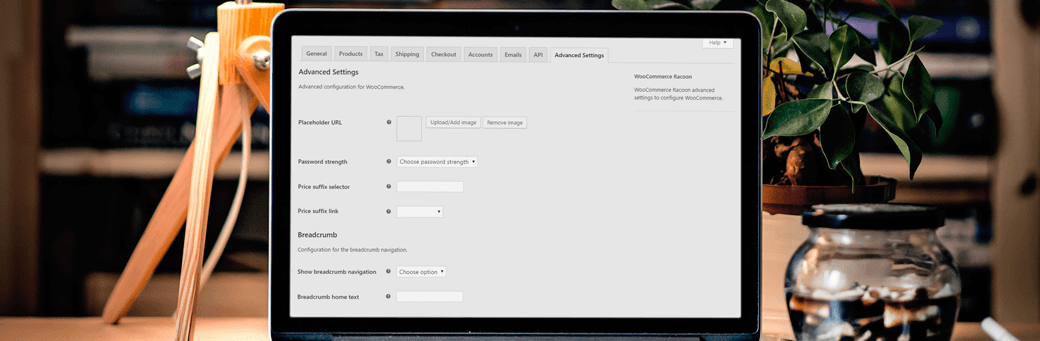 Help ▼
General Products Tax Shipping Checkout Accounts Emails API Advanced Settings
Advanced Settings
Advanced configuration for WooCommerce.
WooCommerce Racoon
WooCommerce Racoon advanced
settings to configure WooCommerce.
Placeholder URL ? Upload/Add image Remove image
Password strength ? Choose password strength ▼
Price suffix selector ?
Price suffix link ? ▼
Breadcrumb
Configuration for the breadcrumb navigation.
Show breadcrumb navigation ? Choose option ▼
Breadcrumb home text ?